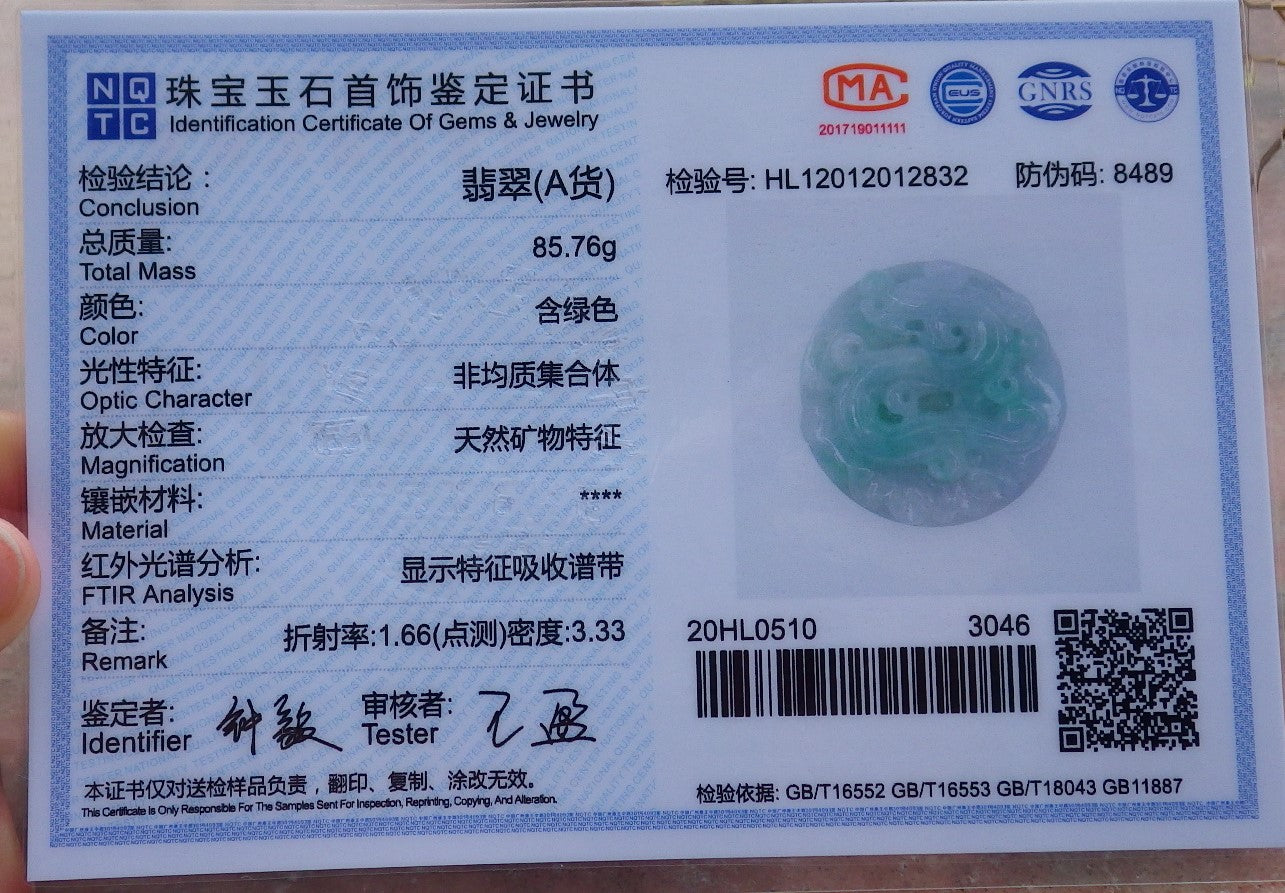 NQTC
珠宝玉石首饰鉴定证书
Identification Certificate Of Gems & Jewelry
MA
201719011111
CUS
GNRS
检验结论：
翡翠(A货)
Conclusion
总质量:
85.76g
Total Mass
颜色:
含绿色
Color
光性特征:
非均质集合体
Optic Character
放大检查:
天然矿物特征
Magnification
镶嵌材料:
****
Material
红外光谱分析:
显示特征吸收谱带
FTIR Analysis
备注:
折射率:1.66(点测)密度:3.33
Remark
鉴定者:
Identifier
审核者:
Tester
本证书仅对送检样品负责，翻印、复制、涂改无效。
This Certificate is Only Responsible For The Samples Sent For Inspection, Reprinting, Copying, And Alteration.
检验号: HL12012012832
防伪码: 8489
20HL0510
3046
检验依据: GB/T16552 GB/T16553 GB/T18043 GB11887